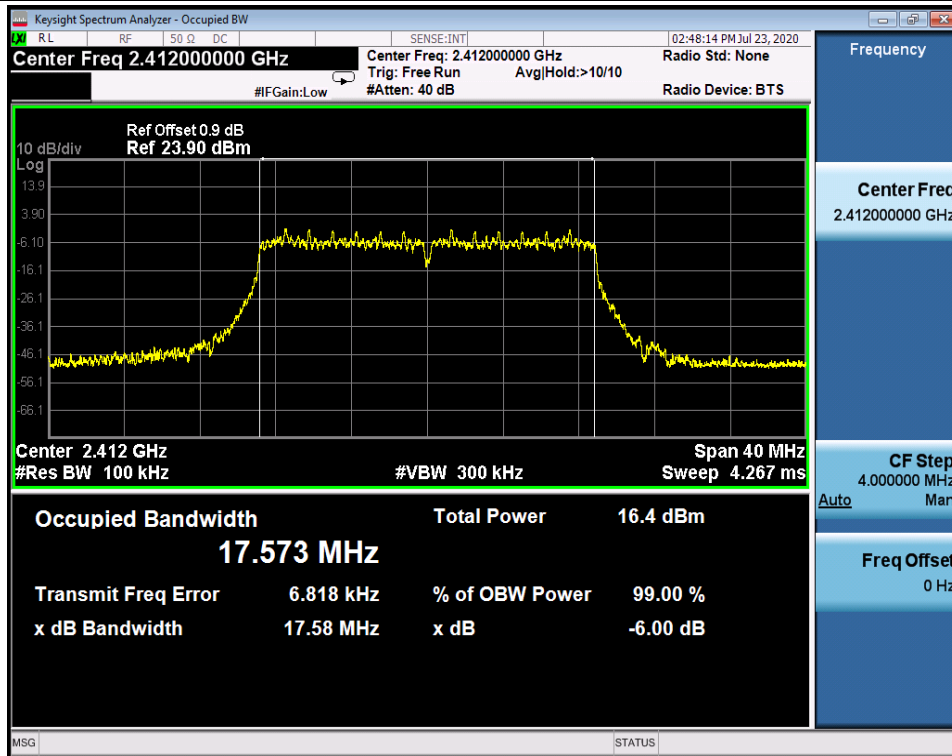 Keysight Spectrum Analyzer - Occupied BW
LXI RL RF 50 Ω DC SENSE:INT 02:48:14 PM Jul 23, 2020
Center Freq 2.412000000 GHz
Center Freq: 2.412000000 GHz Radio Std: None
Trig: Free Run Avg|Hold:>10/10
#IFGain:Low #Atten: 40 dB Radio Device: BTS
Ref Offset 0.9 dB
10 dB/div Ref 23.90 dBm
Log
13.9
3.90
-6.10
-16.1
-26.1
-36.1
-46.1
-56.1
-66.1
Center 2.412 GHz Span 40 MHz
#Res BW 100 kHz #VBW 300 kHz Sweep 4.267 ms
Occupied Bandwidth Total Power 16.4 dBm
17.573 MHz
Transmit Freq Error 6.818 kHz % of OBW Power 99.00 %
x dB Bandwidth 17.58 MHz x dB -6.00 dB
MSG STATUS
Frequency
Center Freq
2.412000000 GHz
CF Step
4.000000 MHz
Auto Man
Freq Offset
0 Hz